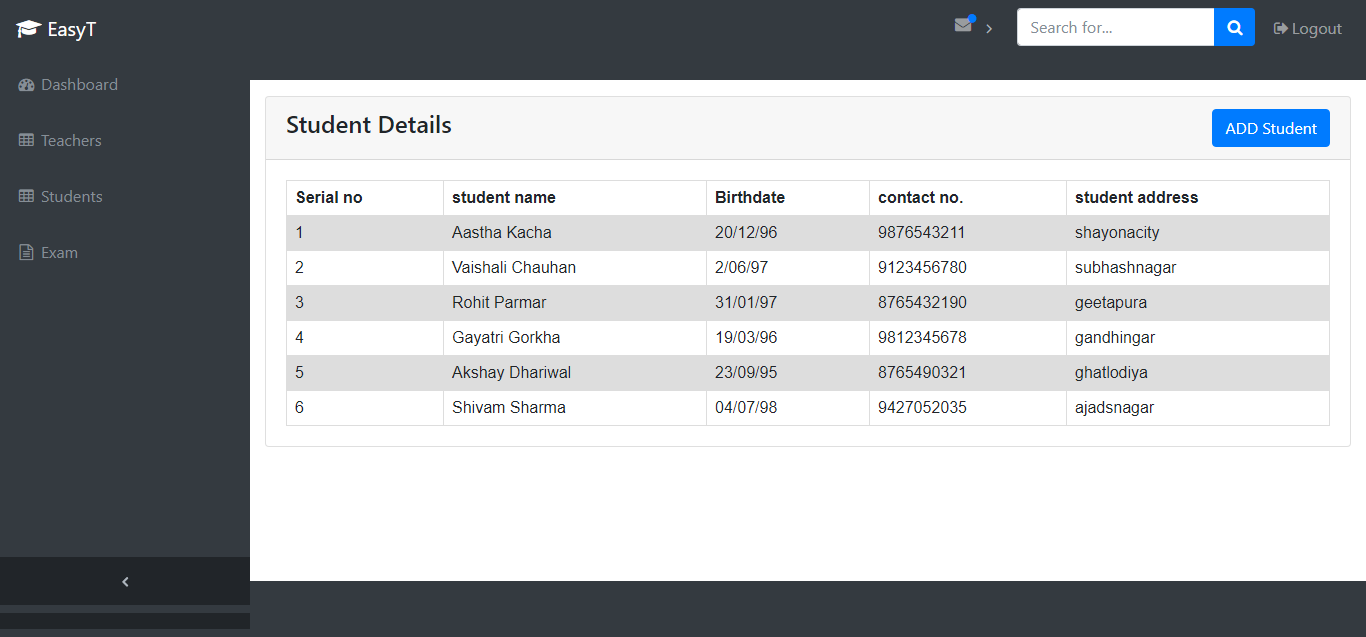 EasyT
Search for...
Logout
Dashboard
Teachers
Students
Exam
Student Details
ADD Student
Serial no student name Birthdate contact no. student address
1 Aastha Kacha 20/12/96 9876543211 shayonacity
2 Vaishali Chauhan 2/06/97 9123456780 subhashnagar
3 Rohit Parmar 31/01/97 8765432190 geetapura
4 Gayatri Gorkha 19/03/96 9812345678 gandhingar
5 Akshay Dhariwal 23/09/95 8765490321 ghatlodiya
6 Shivam Sharma 04/07/98 9427052035 ajadsnagar